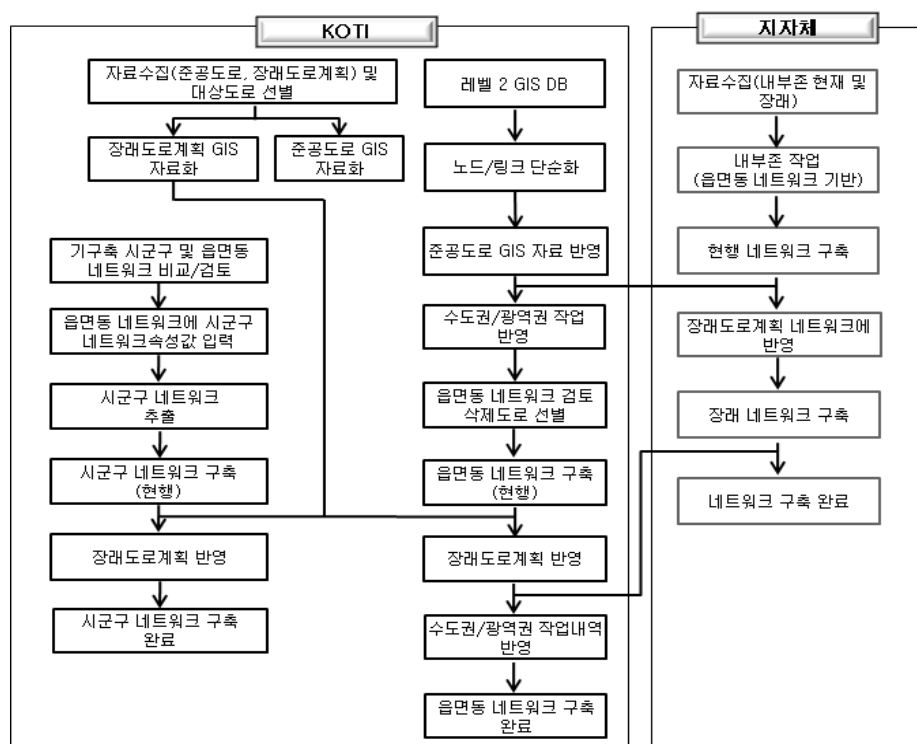 KOTI
지자체
자료수집(준공도로, 장래도로계획) 및
대상도로 선별
장래도로계획 GIS
자료화
준공도로 GIS
자료화
기구축 시군구 및 읍면동
네트워크 비교/검토
읍면동 네트워크에 시군구
네트워크속성값 입력
시군구 네트워크
추출
시군구 네트워크 구축
(현행)
장래도로계획 반영
시군구 네트워크 구축
완료
레벨 2 GIS DB
노드/링크 단순화
준공도로 GIS 자료 반영
수도권/광역권 작업
반영
읍면동 네트워크 검토
삭제도로 선별
읍면동 네트워크 구축
(현행)
장래도로계획 반영
수도권/광역권 작업내역
반영
읍면동 네트워크 구축
완료
자료수집(내부존 현재 및
장래)
내부존 작업
(읍면동 네트워크 기반)
현행 네트워크 구축
장래도로계획 네트워크에
반영
장래 네트워크 구축
네트워크 구축 완료